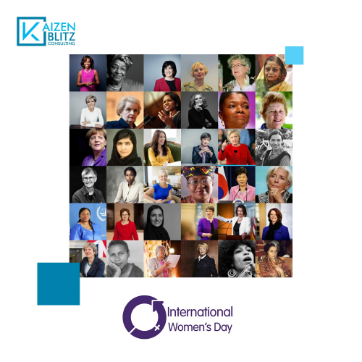 KAIZEN
BLITZ
CONSULTING
International
Women's Day